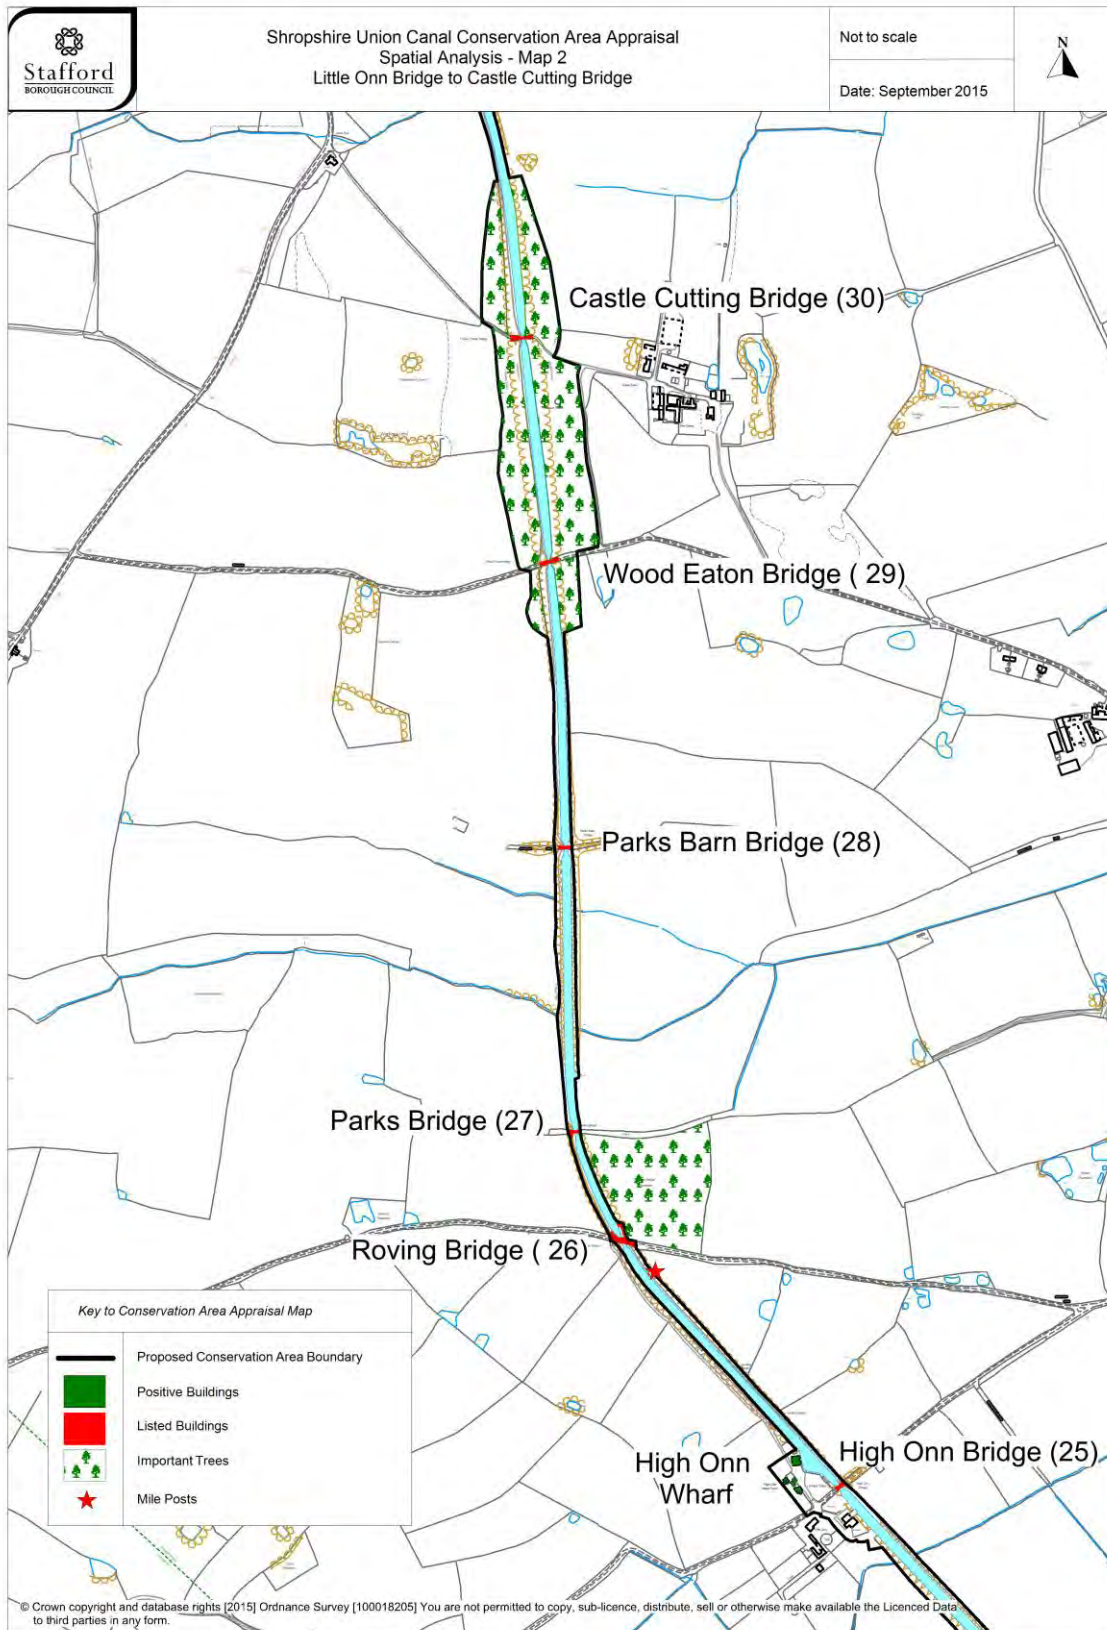 Stafford
BOROUGH COUNCIL
Shropshire Union Canal Conservation Area Appraisal
Spatial Analysis - Map 2
Little Onn Bridge to Castle Cutting Bridge
Not to scale
Date: September 2015
N
Castle Cutting Bridge (30)
Wood Eaton Bridge ( 29)
Parks Barn Bridge (28)
Parks Bridge (27)
Roving Bridge ( 26)
High Onn Bridge (25)
High Onn
Wharf
Key to Conservation Area Appraisal Map
Proposed Conservation Area Boundary
Positive Buildings
Listed Buildings
Important Trees
Mile Posts
© Crown copyright and database rights [2015] Ordnance Survey [100018205] You are not permitted to copy, sub-licence, distribute, sell or otherwise make available the Licenced Data
to third parties in any form.